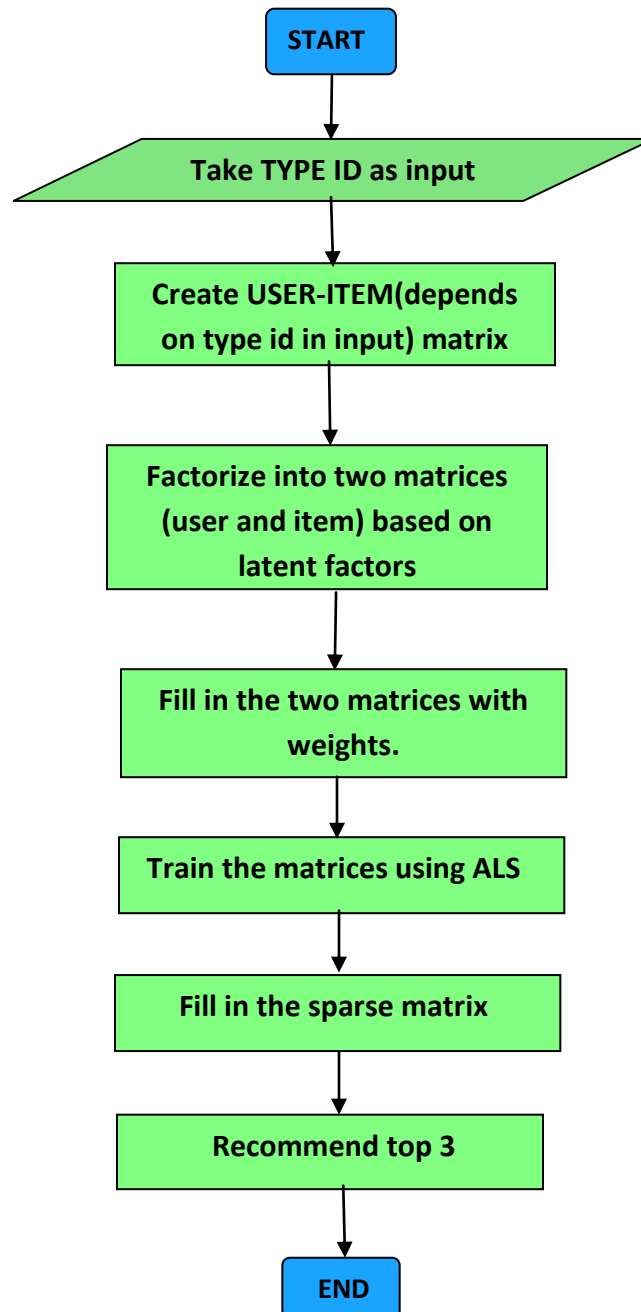 START
Take TYPE ID as input
Create USER-ITEM(depends
on type id in input) matrix
Factorize into two matrices
(user and item) based on
latent factors
Fill in the two matrices with
weights.
Train the matrices using ALS
Fill in the sparse matrix
Recommend top 3
END